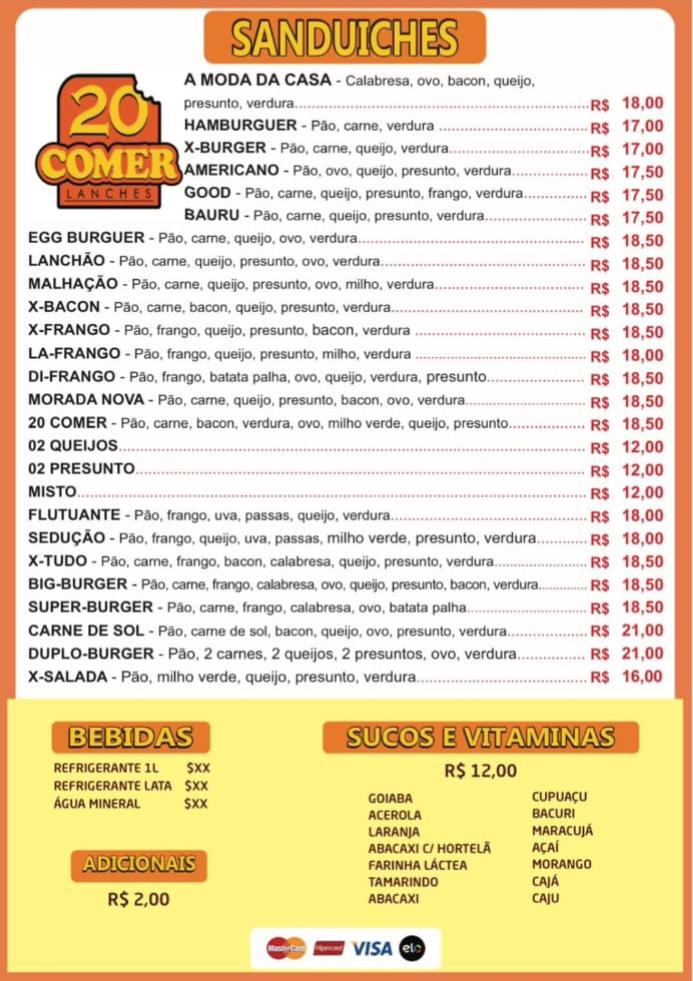 SANDUICHES
20
COMER
LANCHES
A MODA DA CASA - Calabresa, ovo, bacon, queijo,
presunto, verdura R$ 18,00
HAMBURGUER - Pão, carne, verdura R$ 17,00
X-BURGER - Pão, carne, queijo, verdura R$ 17,00
AMERICANO - Pão, ovo, queijo, presunto, verdura R$ 17,50
GOOD - Pão, carne, queijo, presunto, frango, verdura R$ 17,50
BAURU - Pão, carne, queijo, presunto, verdura R$ 17,50
EGG BURGUER - Pão, carne, queijo, ovo, verdura R$ 18,50
LANCHÃO - Pão, carne, queijo, presunto, ovo, verdura R$ 18,50
MALHAÇÃO - Pão, carne, queijo, presunto, ovo, milho, verdura R$ 18,50
X-BACON - Pão, carne, bacon, queijo, presunto, verdura R$ 18,50
X-FRANGO - Pão, frango, queijo, presunto, bacon, verdura R$ 18,50
LA-FRANGO - Pão, frango, queijo, presunto, milho, verdura R$ 18,00
DI-FRANGO - Pão, frango, batata palha, ovo, queijo, verdura, presunto R$ 18,50
MORADA NOVA - Pão, carne, queijo, presunto, bacon, ovo, verdura R$ 18,50
20 COMER - Pão, carne, bacon, verdura, ovo, milho verde, queijo, presunto R$ 18,50
02 QUEIJOS R$ 12,00
02 PRESUNTO R$ 12,00
MISTO R$ 12,00
FLUTUANTE - Pão, frango, uva, passas, queijo, verdura R$ 18,00
SEDUÇÃO - Pão, frango, queijo, uva, passas, milho verde, presunto, verdura R$ 18,00
X-TUDO - Pão, carne, frango, bacon, calabresa, queijo, presunto, verdura R$ 18,50
BIG-BURGER - Pão, carne, frango, calabresa, ovo, queijo, presunto, bacon, verdura R$ 18,50
SUPER-BURGER - Pão, carne, frango, calabresa, ovo, batata palha R$ 18,50
CARNE DE SOL - Pão, carne de sol, bacon, queijo, ovo, presunto, verdura R$ 21,00
DUPLO-BURGER - Pão, 2 carnes, 2 queijos, 2 presuntos, ovo, verdura R$ 21,00
X-SALADA - Pão, milho verde, queijo, presunto, verdura R$ 16,00
BEBIDAS
REFRIGERANTE 1L $XX
REFRIGERANTE LATA $XX
ÁGUA MINERAL $XX
ADICIONAIS
R$ 2,00
SUCOS E VITAMINAS
R$ 12,00
GOIABA
ACEROLA
LARANJA
ABACAXI C/ HORTELÃ
FARINHA LÁCTEA
TAMARINDO
ABACAXI
CUPUAÇU
BACURI
MARACUJÁ
AÇAÍ
MORANGO
CAJÁ
CAJU
MasterCard Hipercard VISA elo